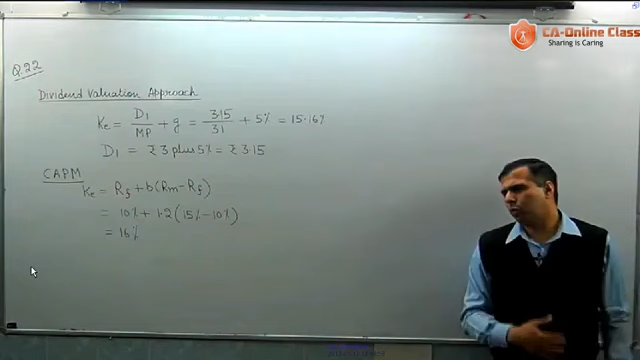 CA-Online Class
Sharing is Caring
Q.22
Dividend Valuation Approach
Ke = D1/MP + g = 3.15/31 + 5% = 15.16%
D1 = ₹3 plus 5% = ₹3.15
CAPM
Ke = Rf + b(Rm - Rf)
= 10% + 1.2(15% - 10%)
= 16%